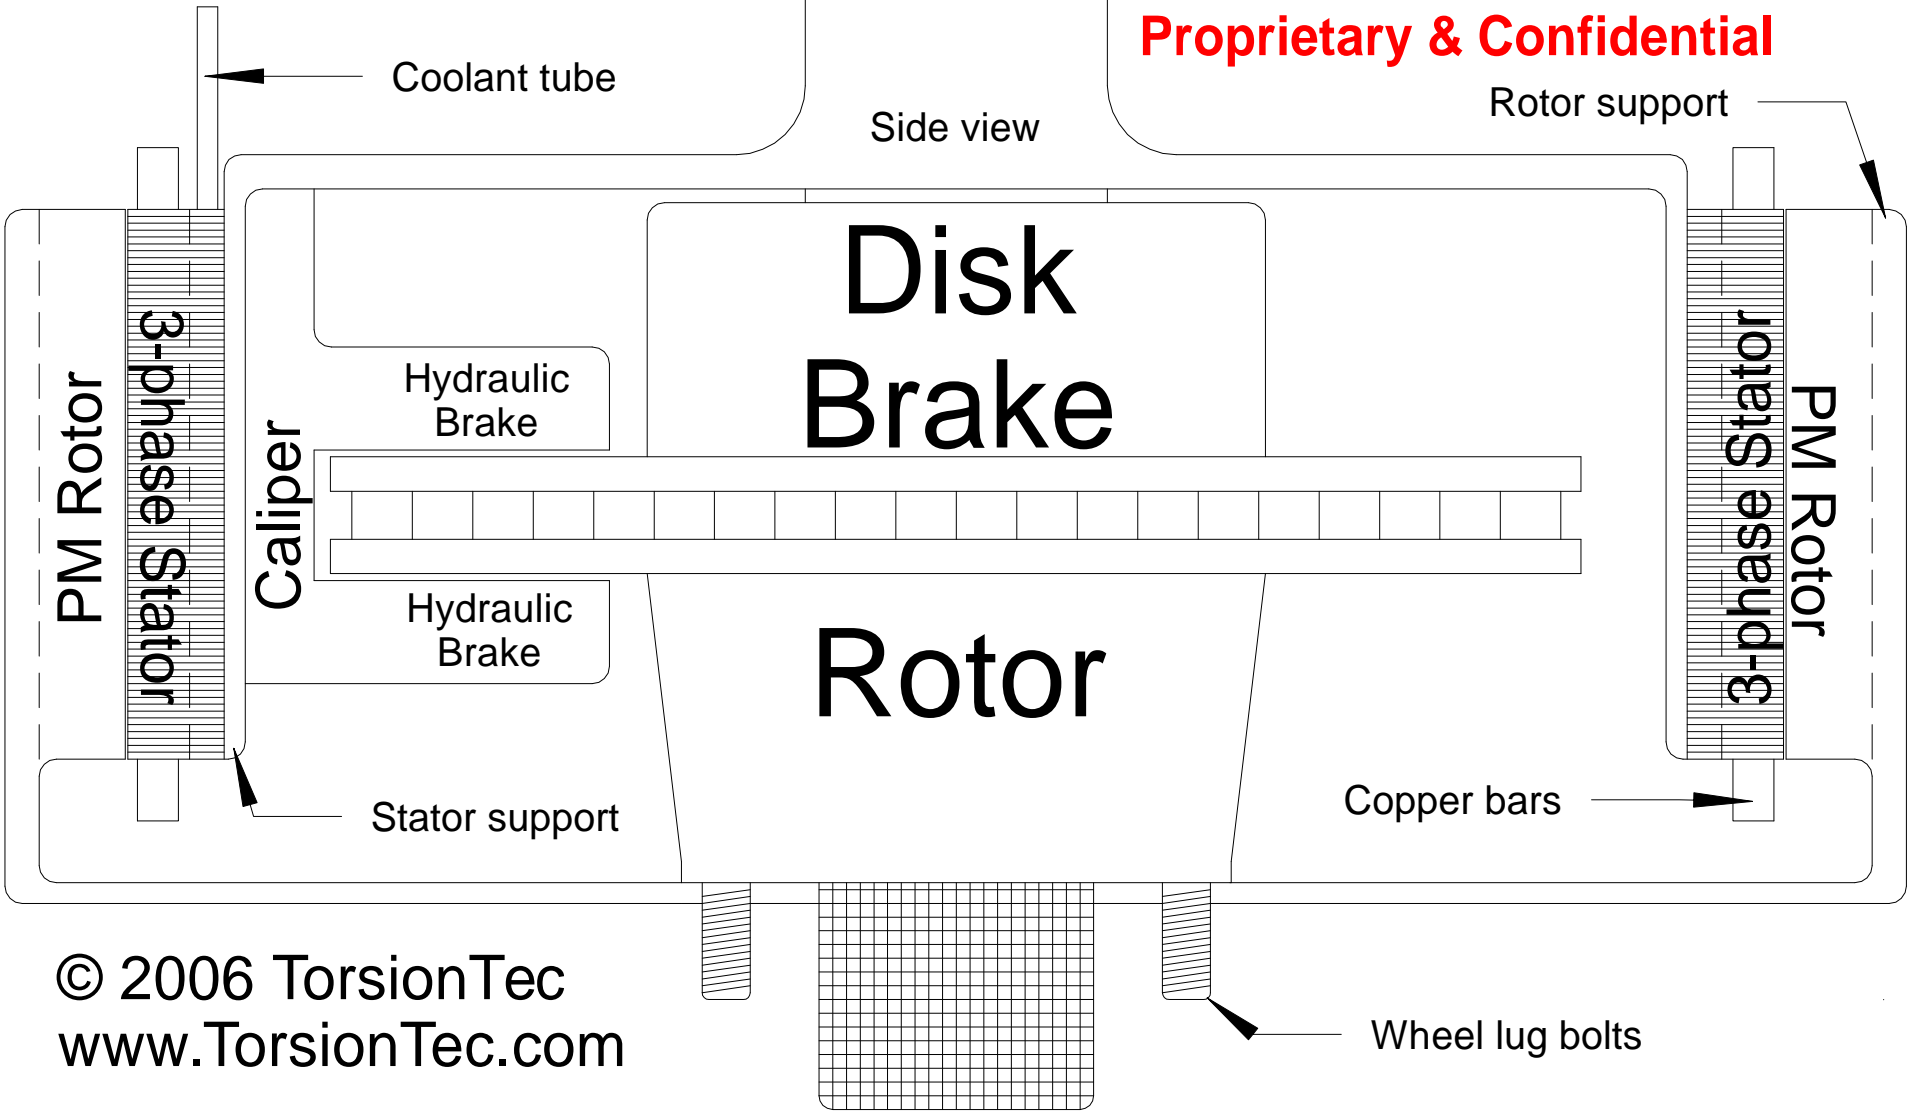 Proprietary & Confidential
Coolant tube
Rotor support
Side view
Disk
Brake
Rotor
Hydraulic
Brake
Hydraulic
Brake
Caliper
PM Rotor
3-phase Stator
3-phase Stator
PM Rotor
Stator support
Copper bars
© 2006 TorsionTec
www.TorsionTec.com
Wheel lug bolts